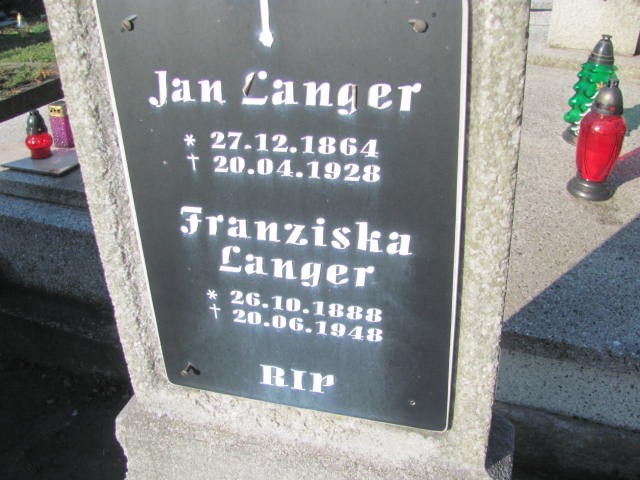 Jan Langer
* 27.12.1864
† 20.04.1928
Franziska
Langer
* 26.10.1888
† 20.06.1948
RIP